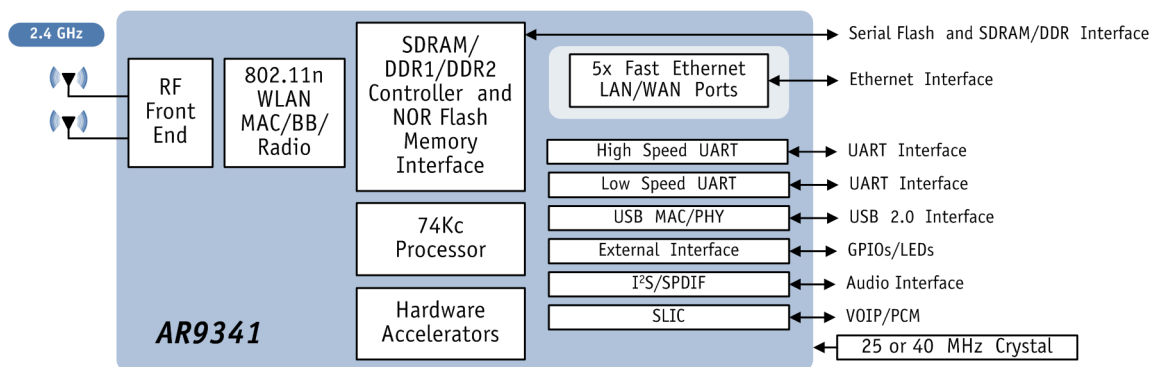 2.4 GHz
RF
Front
End
802.11n
WLAN
MAC/BB/
Radio
SDRAM/
DDR1/DDR2
Controller and
NOR Flash
Memory
Interface
74Kc
Processor
Hardware
Accelerators
AR9341
5x Fast Ethernet
LAN/WAN Ports
High Speed UART
Low Speed UART
USB MAC/PHY
External Interface
I²S/SPDIF
SLIC
Serial Flash and SDRAM/DDR Interface
Ethernet Interface
UART Interface
UART Interface
USB 2.0 Interface
GPIOs/LEDs
Audio Interface
VOIP/PCM
25 or 40 MHz Crystal